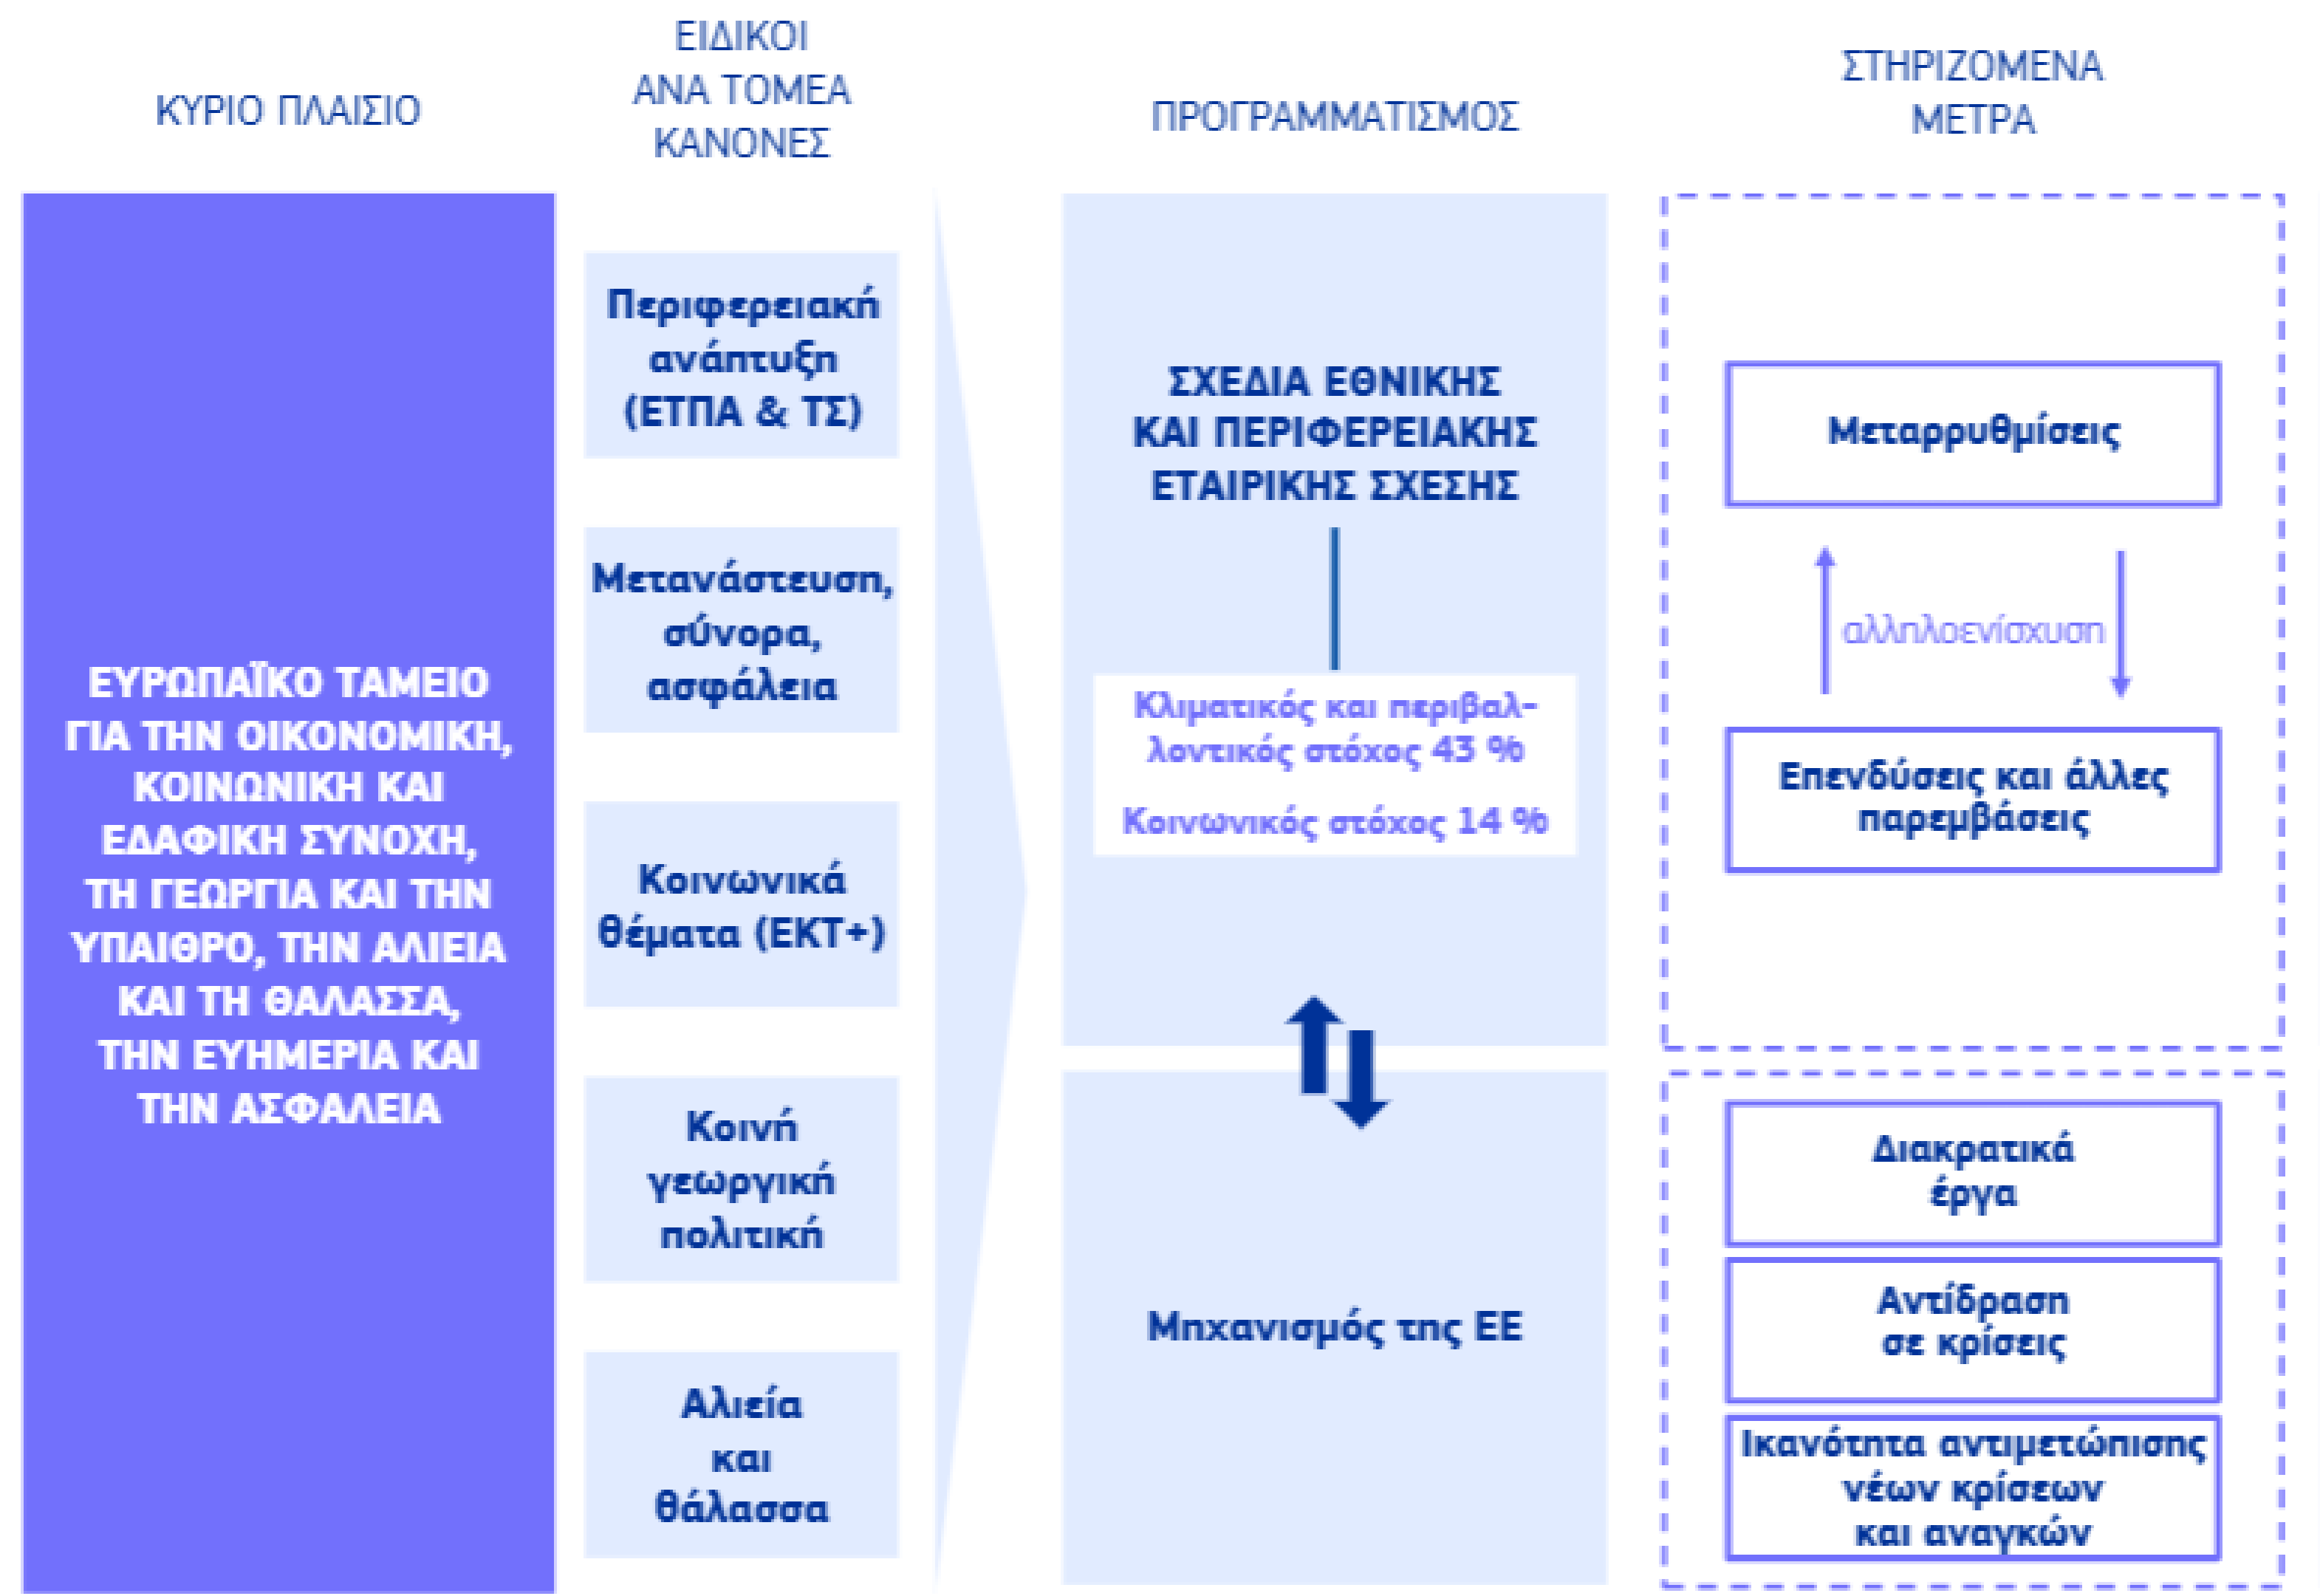 ΚΥΡΙΟ ΠΛΑΙΣΙΟ
ΕΙΔΙΚΟΙ
ΑΝΑ ΤΟΜΕΑ
ΚΑΝΟΝΕΣ
ΠΡΟΓΡΑΜΜΑΤΙΣΜΟΣ
ΣΤΗΡΙΖΟΜΕΝΑ
ΜΕΤΡΑ
ΕΥΡΩΠΑΪΚΟ ΤΑΜΕΙΟ
ΓΙΑ ΤΗΝ ΟΙΚΟΝΟΜΙΚΗ,
ΚΟΙΝΩΝΙΚΗ ΚΑΙ
ΕΔΑΦΙΚΗ ΣΥΝΟΧΗ,
ΤΗ ΓΕΩΡΓΙΑ ΚΑΙ ΤΗΝ
ΥΠΑΙΘΡΟ, ΤΗΝ ΑΛΙΕΙΑ
ΚΑΙ ΤΗ ΘΑΛΑΣΣΑ,
ΤΗΝ ΕΥΗΜΕΡΙΑ ΚΑΙ
ΤΗΝ ΑΣΦΑΛΕΙΑ
Περιφερειακή
ανάπτυξη
(ΕΤΠΑ & ΤΣ)
Μετανάστευση,
σύνορα,
ασφάλεια
Κοινωνικά
θέματα (ΕΚΤ+)
Κοινή
γεωργική
πολιτική
Αλιεία
και
θάλασσα
ΣΧΕΔΙΑ ΕΘΝΙΚΗΣ
ΚΑΙ ΠΕΡΙΦΕΡΕΙΑΚΗΣ
ΕΤΑΙΡΙΚΗΣ ΣΧΕΣΗΣ
Κλιματικός και περιβαλ-
λοντικός στόχος 43 %
Κοινωνικός στόχος 14 %
Μηχανισμός της ΕΕ
Μεταρρυθμίσεις
αλληλοενίσχυση
Επενδύσεις και άλλες
παρεμβάσεις
Διακρατικά
έργα
Αντίδραση
σε κρίσεις
Ικανότητα αντιμετώπισης
νέων κρίσεων
και αναγκών